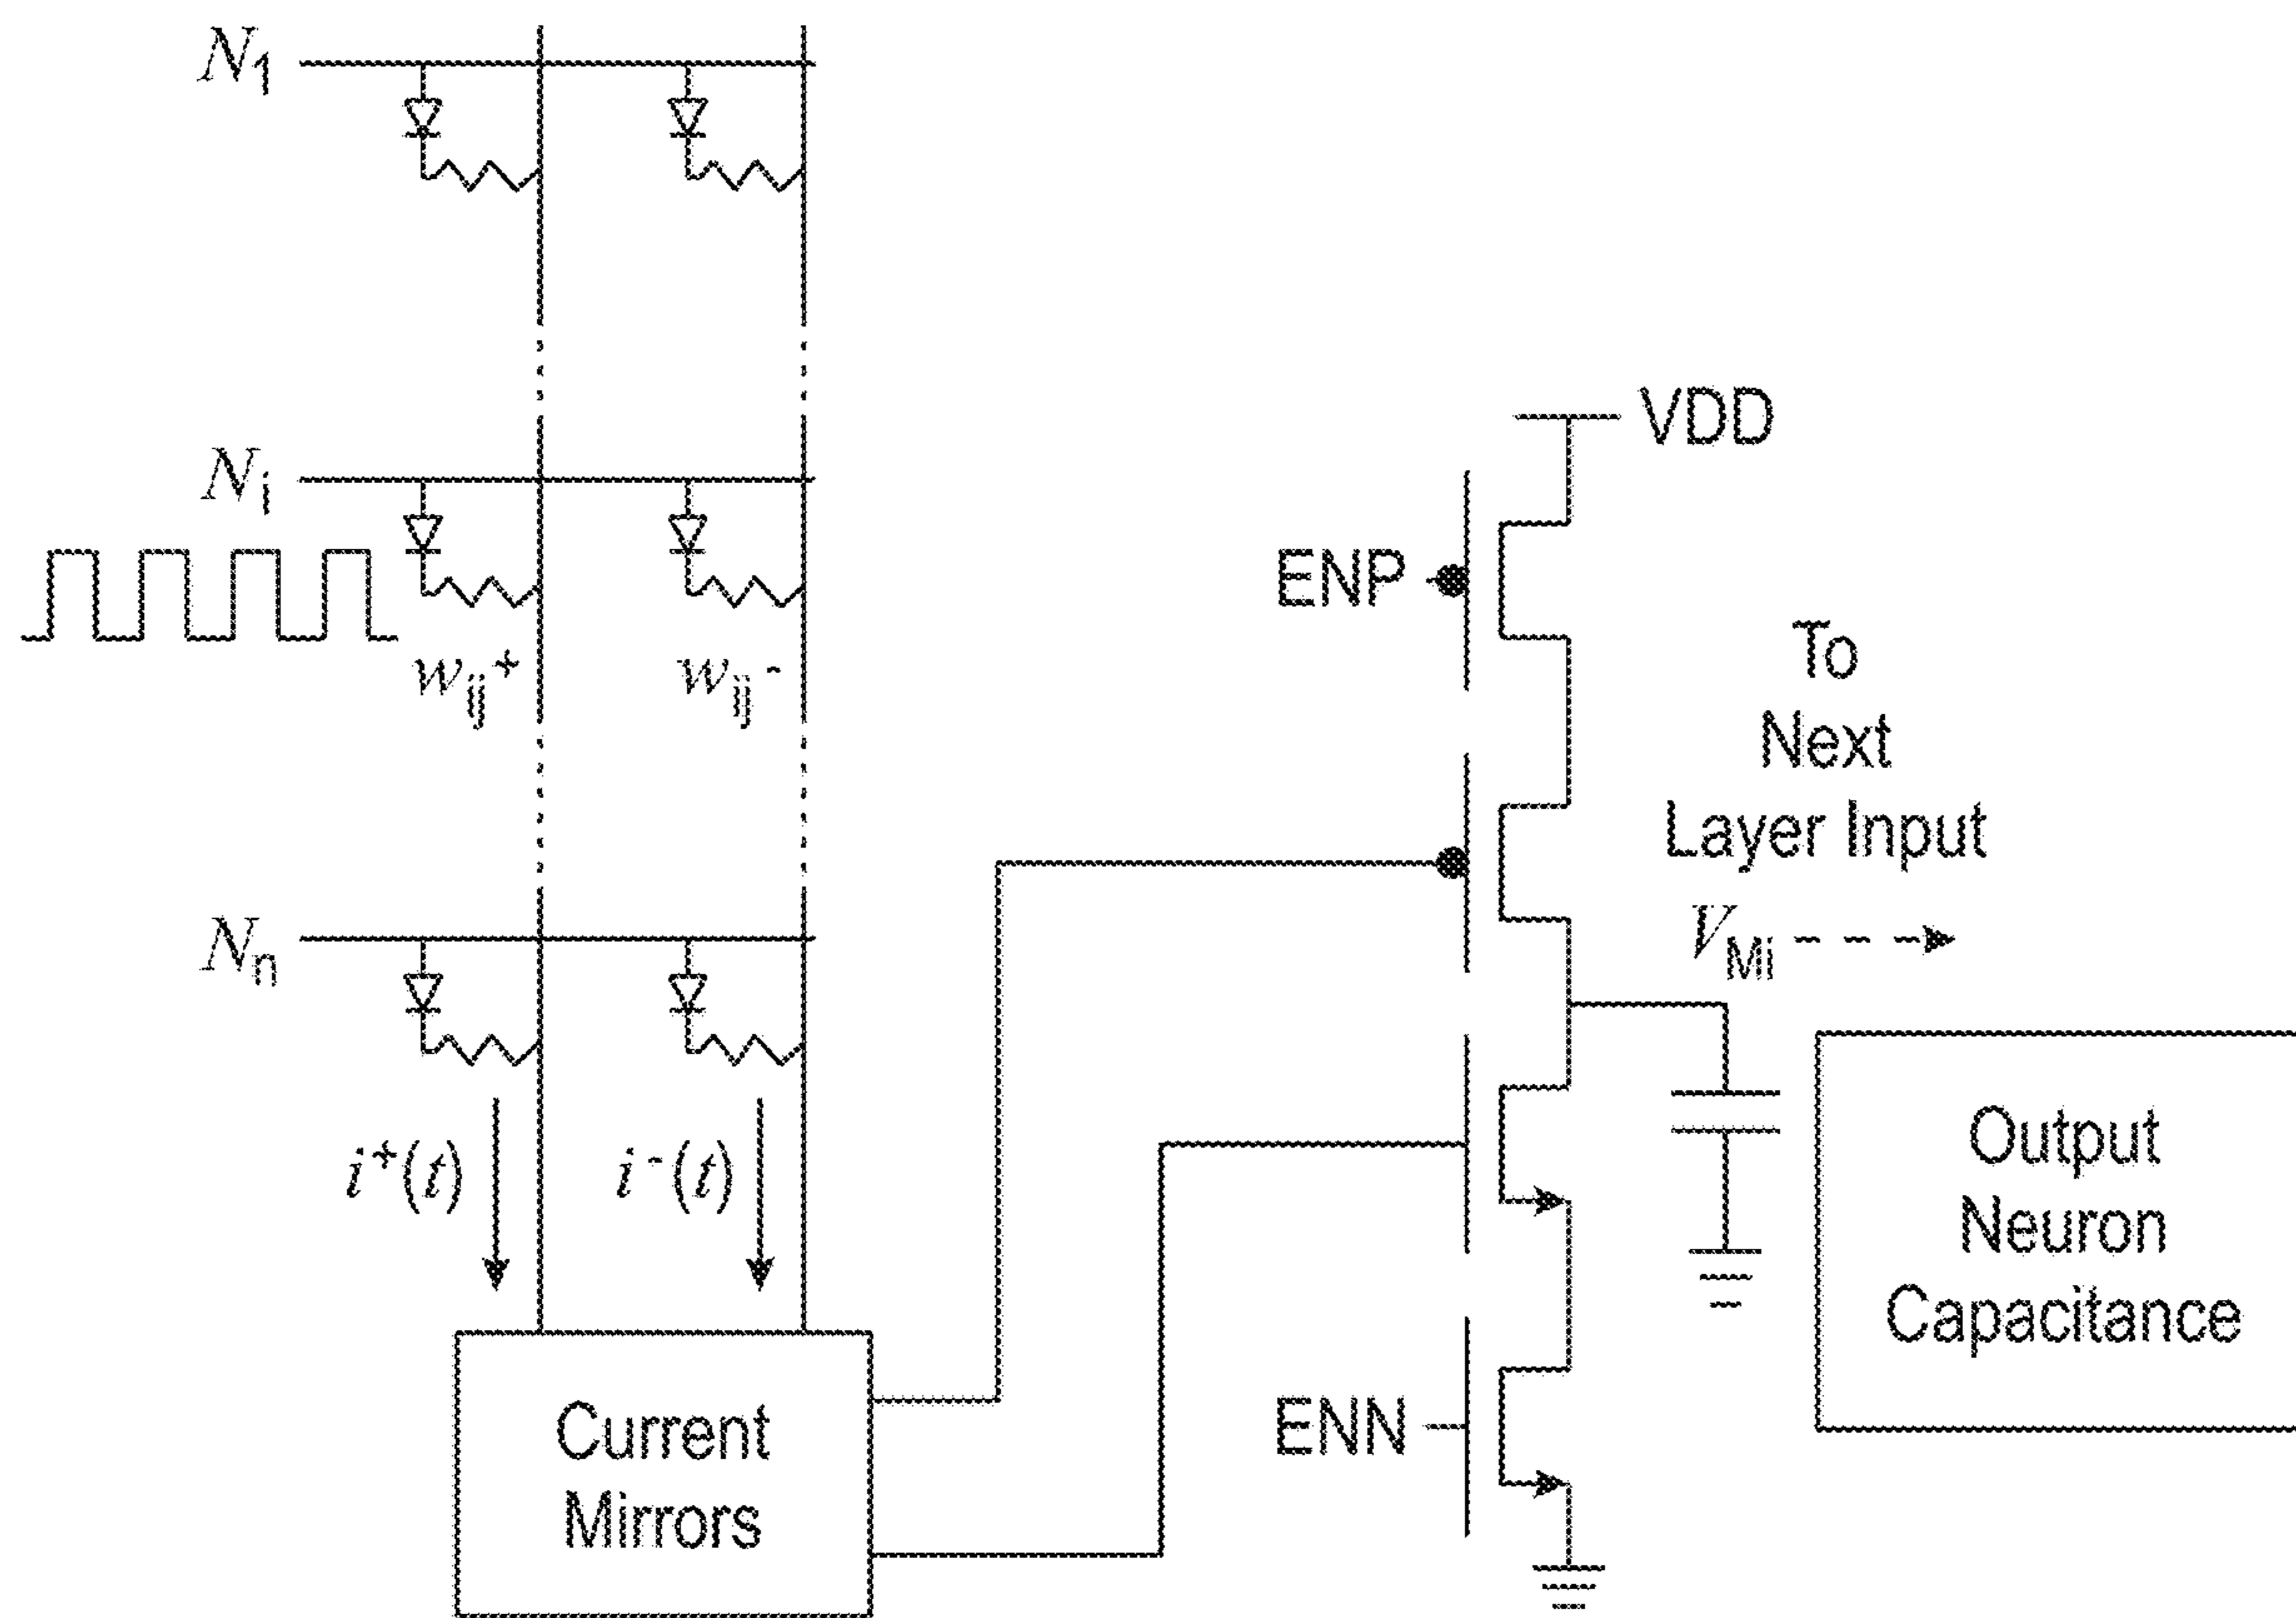 N1
Ni
wij+
wij-
Nn
i+(t)
i-(t)
Current
Mirrors
VDD
ENP
To
Next
Layer Input
VMi
ENN
Output
Neuron
Capacitance